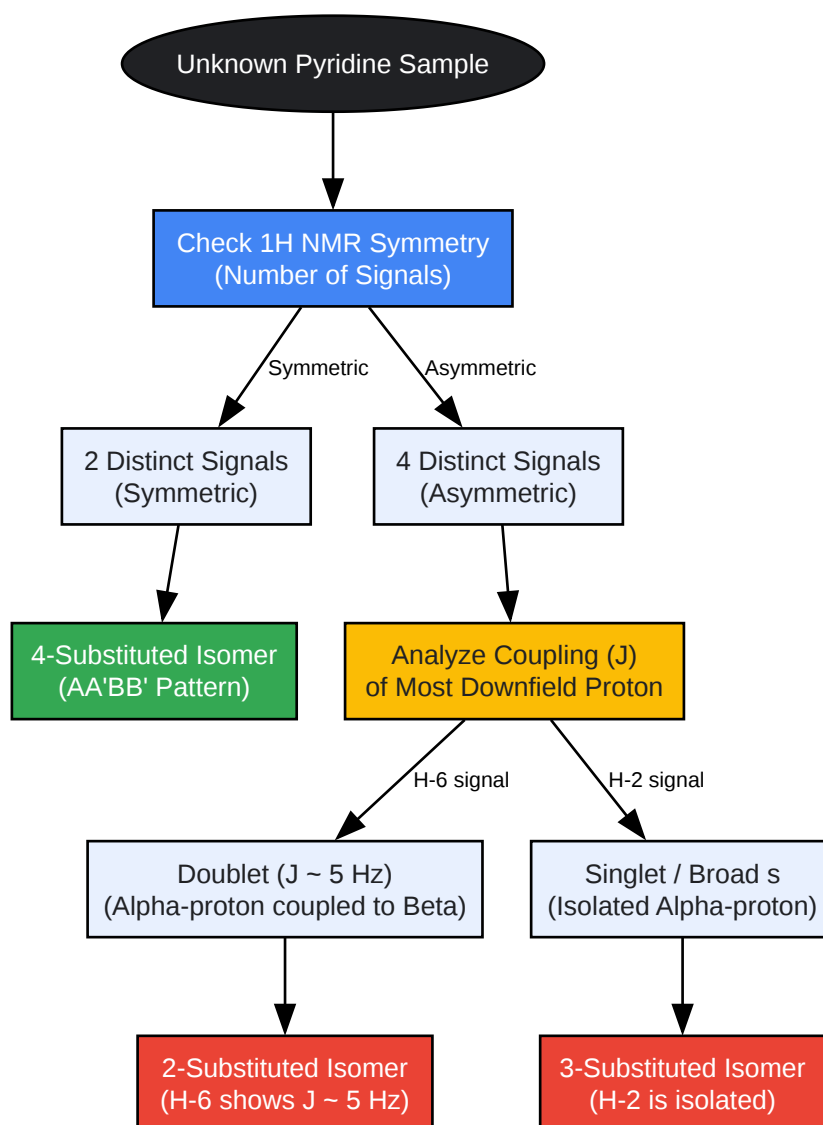 Unknown Pyridine Sample
Check 1H NMR Symmetry
(Number of Signals)
Symmetric
Asymmetric
2 Distinct Signals
(Symmetric)
4 Distinct Signals
(Asymmetric)
4-Substituted Isomer
(AA'BB' Pattern)
Analyze Coupling (J)
of Most Downfield Proton
H-6 signal
H-2 signal
Doublet (J ~ 5 Hz)
(Alpha-proton coupled to Beta)
Singlet / Broad s
(Isolated Alpha-proton)
2-Substituted Isomer
(H-6 shows J ~ 5 Hz)
3-Substituted Isomer
(H-2 is isolated)